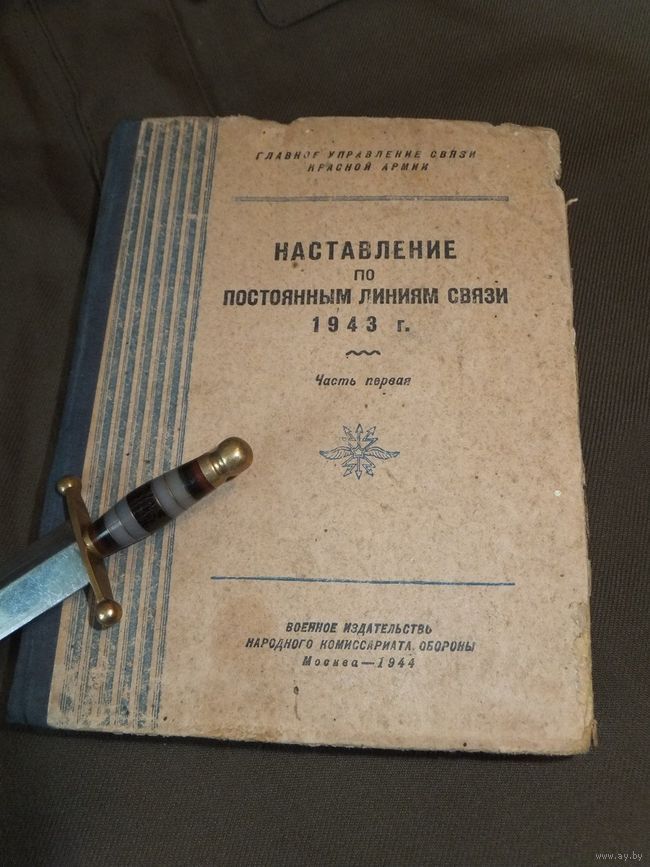 ГЛАВНОЕ УПРАВЛЕНИЕ СВЯЗИ
КРАСНОЙ АРМИИ
НАСТАВЛЕНИЕ
ПО
ПОСТОЯННЫМ ЛИНИЯМ СВЯЗИ
1943 г.
Часть первая
ВОЕННОЕ ИЗДАТЕЛЬСТВО
НАРОДНОГО КОМИССАРИАТА ОБОРОНЫ
Москва—1944
www.ay.by